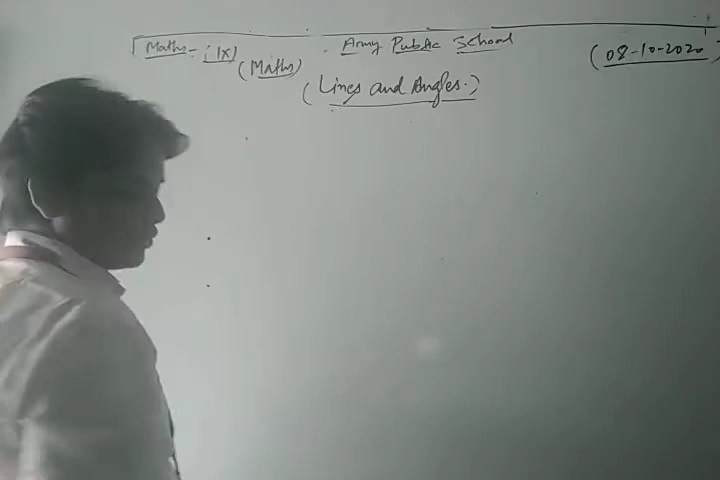 Maths - (IX) . Army Public School (08-10-2020)
(Maths)
(Lines and Angles.)